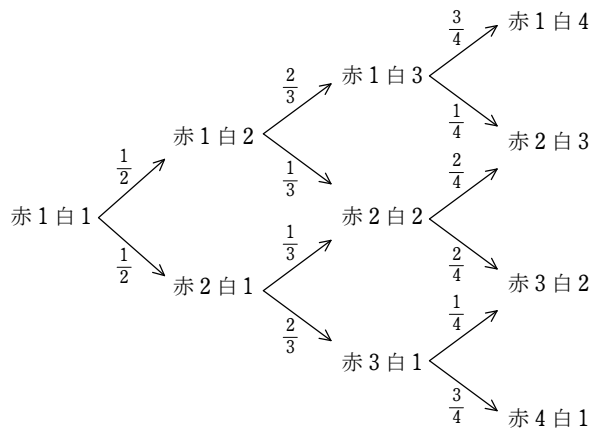 赤1白1
1/2
1/2
赤1白2
赤2白1
2/3
1/3
1/3
2/3
赤1白3
赤2白2
赤3白1
3/4
1/4
2/4
2/4
1/4
3/4
赤1白4
赤2白3
赤3白2
赤4白1